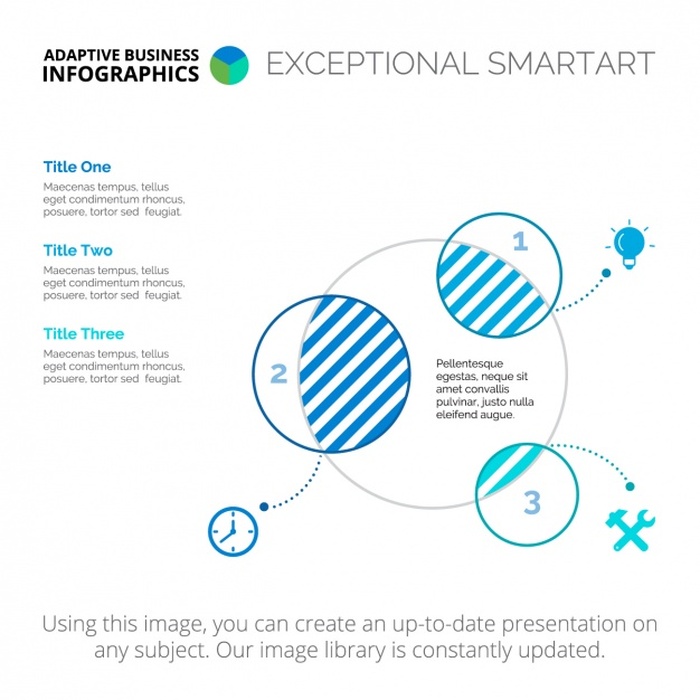 ADAPTIVE BUSINESS
INFOGRAPHICS
EXCEPTIONAL SMARTART
Title One
Maecenas tempus, tellus
eget condimentum rhoncus,
posuere, tortor sed feugiat.
Title Two
Maecenas tempus, tellus
eget condimentum rhoncus,
posuere, tortor sed feugiat.
Title Three
Maecenas tempus, tellus
eget condimentum rhoncus,
posuere, tortor sed feugiat.
1
2
Pellentesque
egestas, neque sit
amet convallis
pulvinar, justo nulla
eleifend augue.
3
Using this image, you can create an up-to-date presentation on
any subject. Our image library is constantly updated.